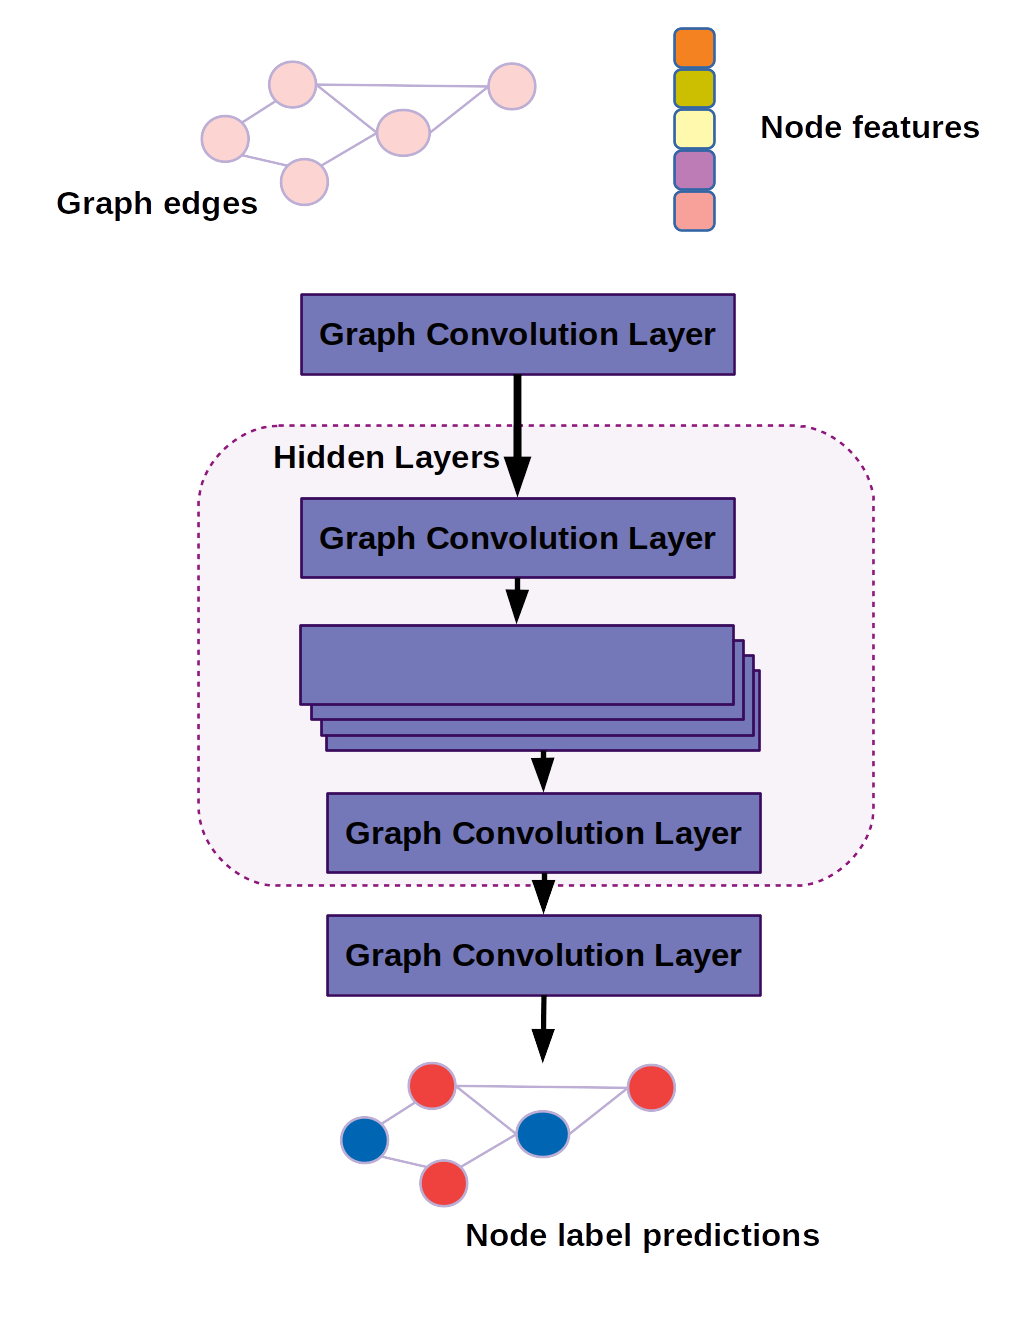 Node features
Graph edges
Graph Convolution Layer
Hidden Layers
Graph Convolution Layer
Graph Convolution Layer
Graph Convolution Layer
Node label predictions